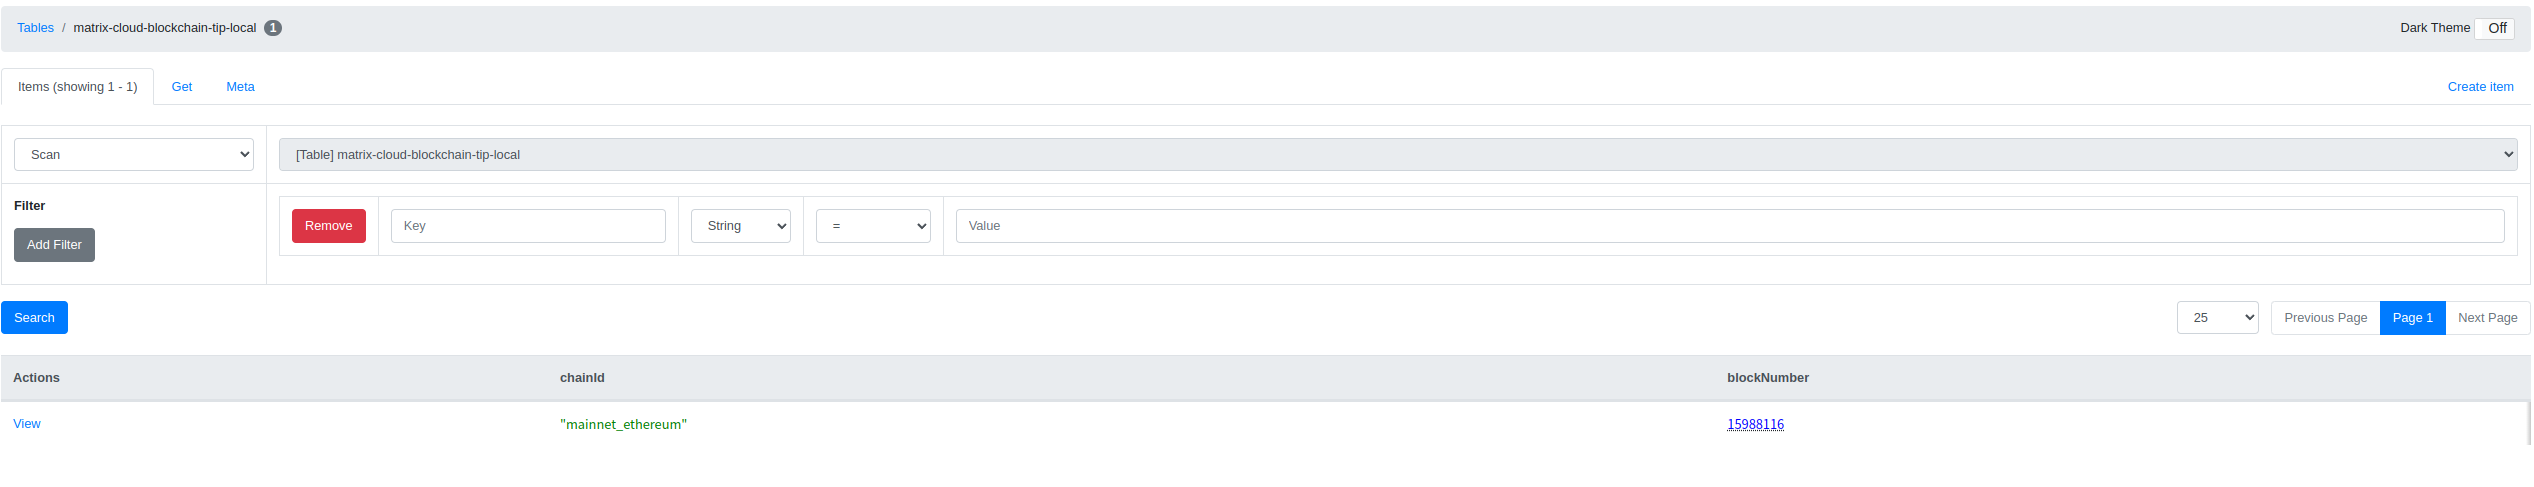 Tables / matrix-cloud-blockchain-tip-local 1 Dark Theme Off
Items (showing 1 - 1) Get Meta Create item
Scan [Table] matrix-cloud-blockchain-tip-local
Filter
Remove Key String = Value
Add Filter
Search 25 Previous Page Page 1 Next Page
Actions chainId blockNumber
View "mainnet_ethereum" 15988116